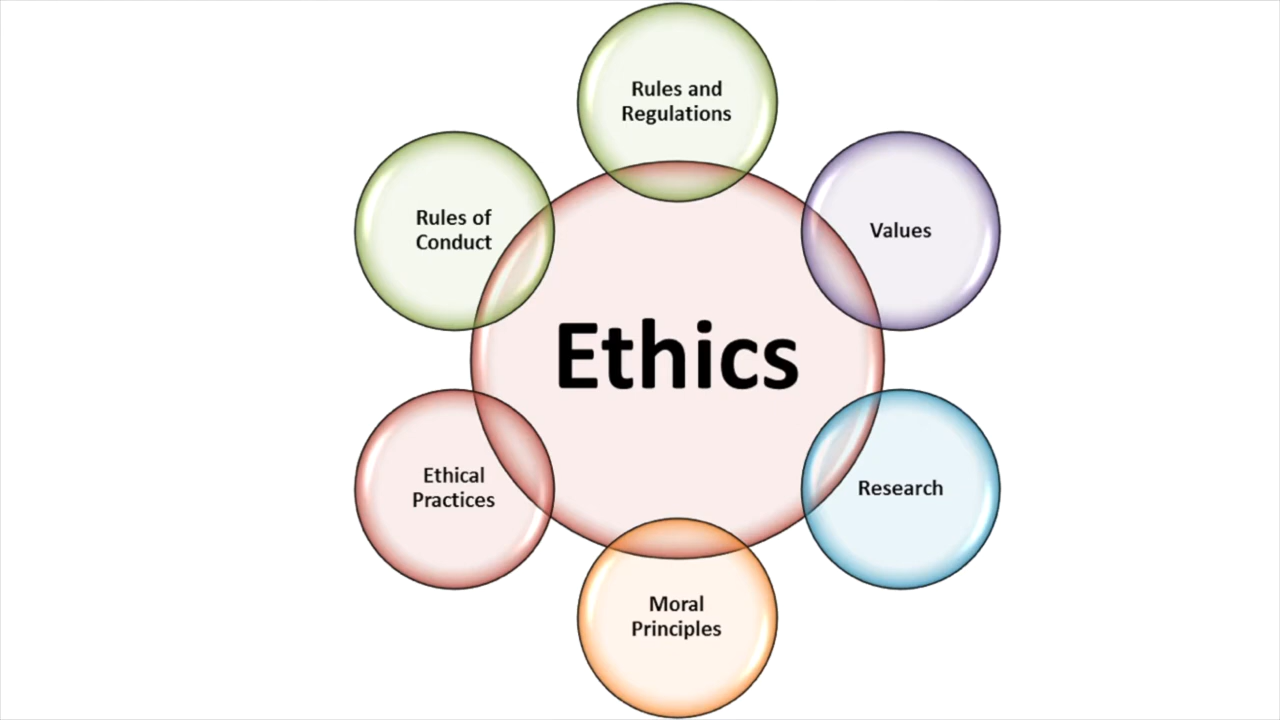 Rules and
Regulations
Rules of
Conduct
Values
Ethics
Ethical
Practices
Research
Moral
Principles